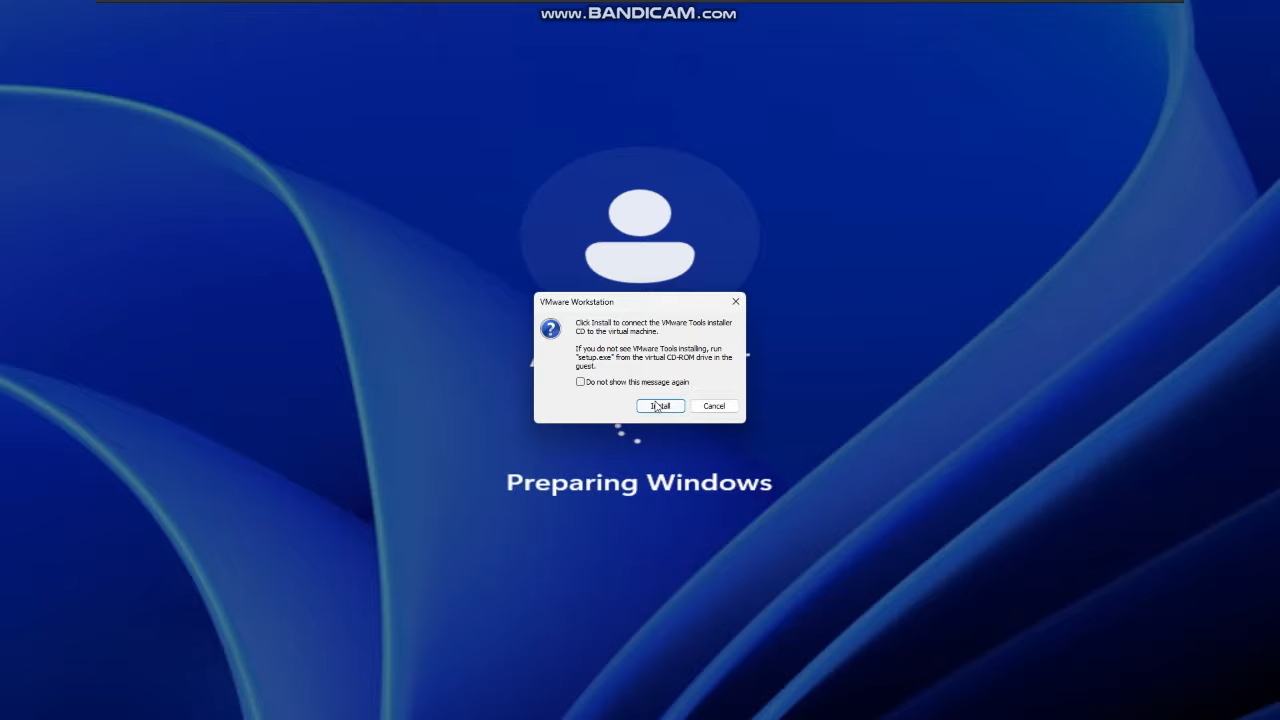 www.BANDICAM.com
VMware Workstation
Click Install to connect the VMware Tools installer
CD to the virtual machine.
If you do not see VMware Tools installing, run
"setup.exe" from the virtual CD-ROM drive in the
guest.
Do not show this message again
Install
Cancel
Preparing Windows